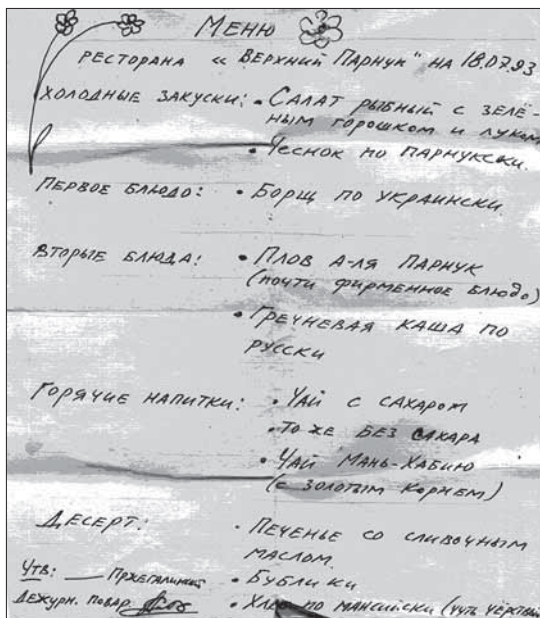 Меню
ресторана «Верхний Парнук" на 18.07.93
Холодные закуски: • Салат рыбный с зелё-
ным горошком и луком
• Чеснок по парнукски.
Первое блюдо: • Борщ по украински
Вторые блюда: • Плов а-ля Парнук
(почти фирменное блюдо)
• Гречневая каша по
русски
Горячие напитки: • Чай с сахаром
• То же без сахара
• Чай Мань-Хабию
(с золотым корнем)
Десерт: • Печенье со сливочным
маслом.
• Бублики
• Хлеб по мансийски (чуть чёрствый
Утв: —
Дежурн. повар